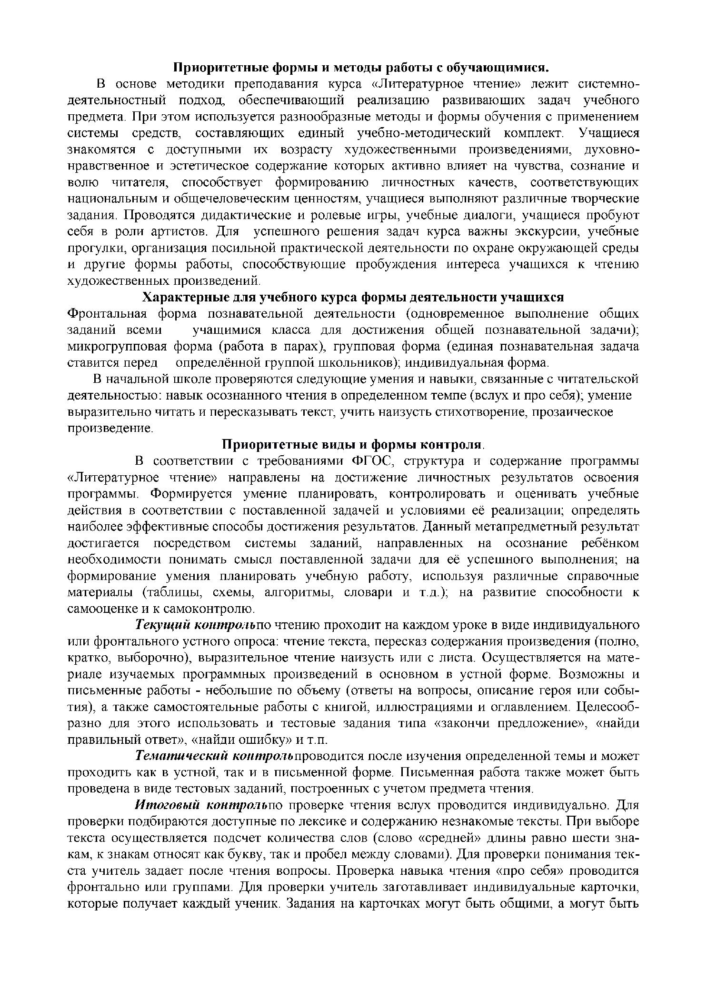 Приоритетные формы и методы работы с обучающимися.
В основе методики преподавания курса «Литературное чтение» лежит системно-
деятельностный подход, обеспечивающий реализацию развивающих задач учебного
предмета. При этом используется разнообразные методы и формы обучения с применением
системы средств, составляющих единый учебно-методический комплект. Учащиеся
знакомятся с доступными их возрасту художественными произведениями, духовно-
нравственное и эстетическое содержание которых активно влияет на чувства, сознание и
волю читателя, способствует формированию личностных качеств, соответствующих
национальным и общечеловеческим ценностям, учащиеся выполняют различные творческие
задания. Проводятся дидактические и ролевые игры, учебные диалоги, учащиеся пробуют
себя в роли артистов. Для успешного решения задач курса важны экскурсии, учебные
прогулки, организация посильной практической деятельности по охране окружающей среды
и другие формы работы, способствующие пробуждения интереса учащихся к чтению
художественных произведений.
Характерные для учебного курса формы деятельности учащихся
Фронтальная форма познавательной деятельности (одновременное выполнение общих
заданий всеми учащимися класса для достижения общей познавательной задачи);
микрогрупповая форма (работа в парах), групповая форма (единая познавательная задача
ставится перед определённой группой школьников); индивидуальная форма.
В начальной школе проверяются следующие умения и навыки, связанные с читательской
деятельностью: навык осознанного чтения в определенном темпе (вслух и про себя); умение
выразительно читать и пересказывать текст, учить наизусть стихотворение, прозаическое
произведение.
Приоритетные виды и формы контроля.
В соответствии с требованиями ФГОС, структура и содержание программы
«Литературное чтение» направлены на достижение личностных результатов освоения
программы. Формируется умение планировать, контролировать и оценивать учебные
действия в соответствии с поставленной задачей и условиями её реализации; определять
наиболее эффективные способы достижения результатов. Данный метапредметный результат
достигается посредством системы заданий, направленных на осознание ребёнком
необходимости понимать смысл поставленной задачи для её успешного выполнения; на
формирование умения планировать учебную работу, используя различные справочные
материалы (таблицы, схемы, алгоритмы, словари и т.д.); на развитие способности к
самооценке и к самоконтролю.
Текущий контрольпо чтению проходит на каждом уроке в виде индивидуального
или фронтального устного опроса: чтение текста, пересказ содержания произведения (полно,
кратко, выборочно), выразительное чтение наизусть или с листа. Осуществляется на мате-
риале изучаемых программных произведений в основном в устной форме. Возможны и
письменные работы - небольшие по объему (ответы на вопросы, описание героя или собы-
тия), а также самостоятельные работы с книгой, иллюстрациями и оглавлением. Целесооб-
разно для этого использовать и тестовые задания типа «закончи предложение», «найди
правильный ответ», «найди ошибку» и т.п.
Тематический контрольпроводится после изучения определенной темы и может
проходить как в устной, так и в письменной форме. Письменная работа также может быть
проведена в виде тестовых заданий, построенных с учетом предмета чтения.
Итоговый контрольпо проверке чтения вслух проводится индивидуально. Для
проверки подбираются доступные по лексике и содержанию незнакомые тексты. При выборе
текста осуществляется подсчет количества слов (слово «средней» длины равно шести зна-
кам, к знакам относят как букву, так и пробел между словами). Для проверки понимания тек-
ста учитель задает после чтения вопросы. Проверка навыка чтения «про себя» проводится
фронтально или группами. Для проверки учитель заготавливает индивидуальные карточки,
которые получает каждый ученик. Задания на карточках могут быть общими, а могут быть